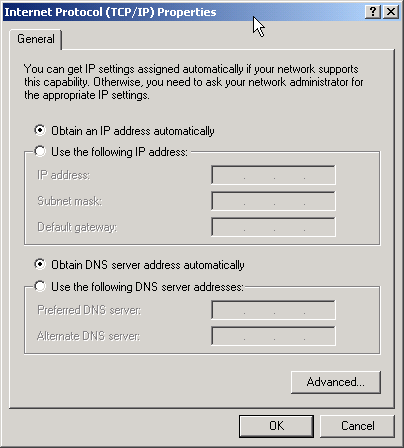 Internet Protocol (TCP/IP) Properties
General
You can get IP settings assigned automatically if your network supports
this capability. Otherwise, you need to ask your network administrator for
the appropriate IP settings.
Obtain an IP address automatically
Use the following IP address:
IP address:
Subnet mask:
Default gateway:
Obtain DNS server address automatically
Use the following DNS server addresses:
Preferred DNS server:
Alternate DNS server:
Advanced...
OK Cancel